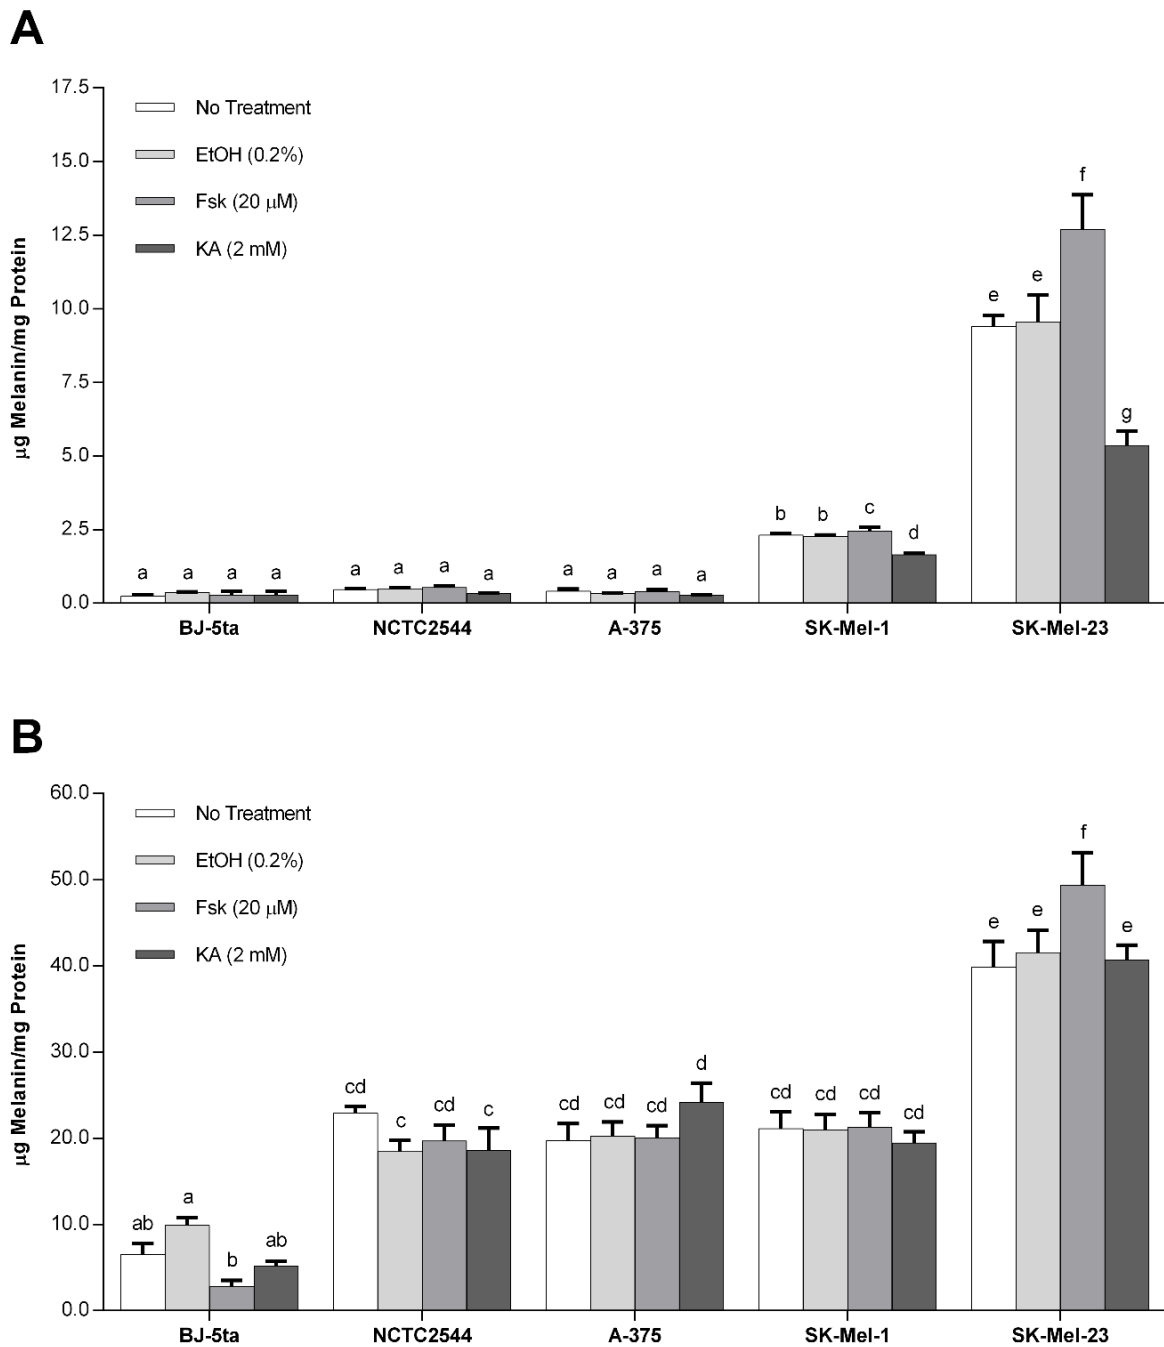 A
17.5
15.0
12.5
10.0
7.5
5.0
2.5
0.0
µg Melanin/mg Protein
No Treatment
EtOH (0.2%)
Fsk (20 µM)
KA (2 mM)
a a a a a a a a a a a a b b c d e e f g
BJ-5ta NCTC2544 A-375 SK-Mel-1 SK-Mel-23
B
60.0
50.0
40.0
30.0
20.0
10.0
0.0
µg Melanin/mg Protein
No Treatment
EtOH (0.2%)
Fsk (20 µM)
KA (2 mM)
ab a b ab cd c cd c cd cd cd d cd cd cd cd e e f e
BJ-5ta NCTC2544 A-375 SK-Mel-1 SK-Mel-23